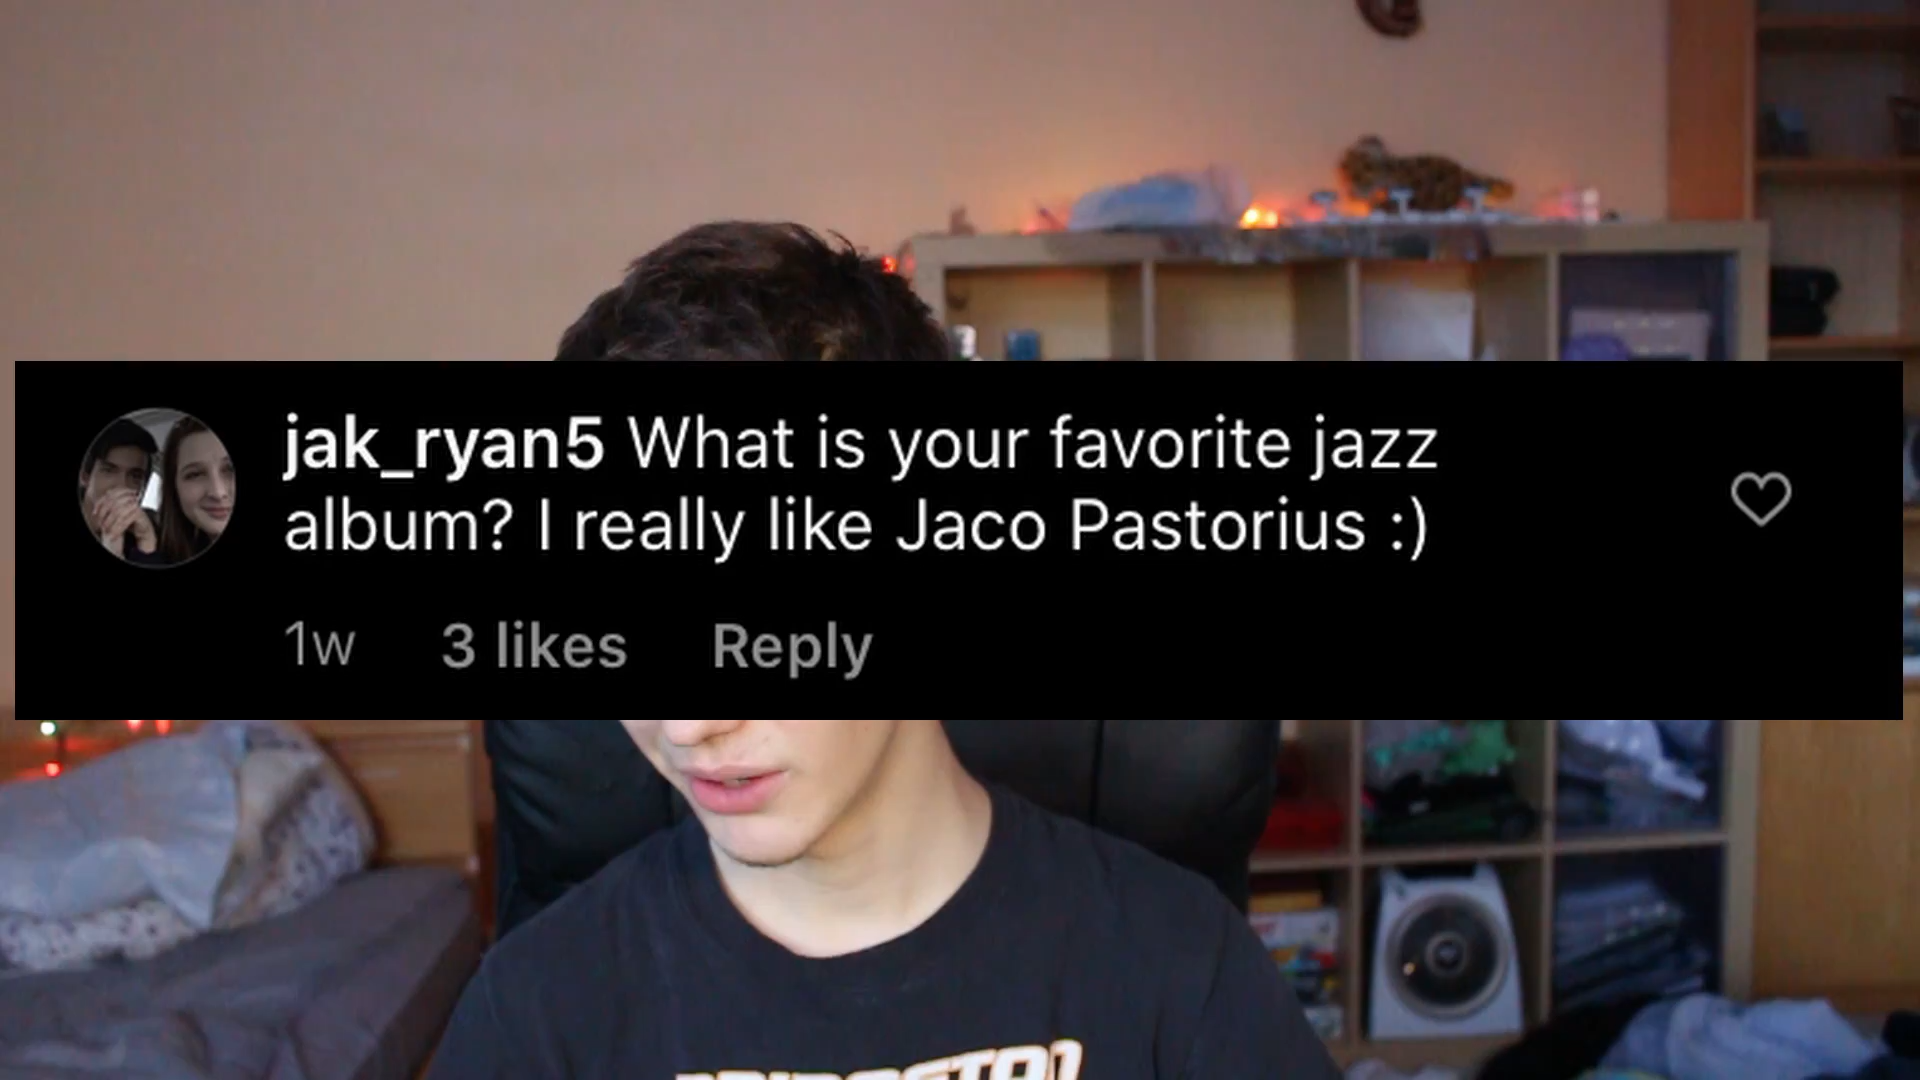 jak_ryan5 What is your favorite jazz
album? I really like Jaco Pastorius :)
1w 3 likes Reply